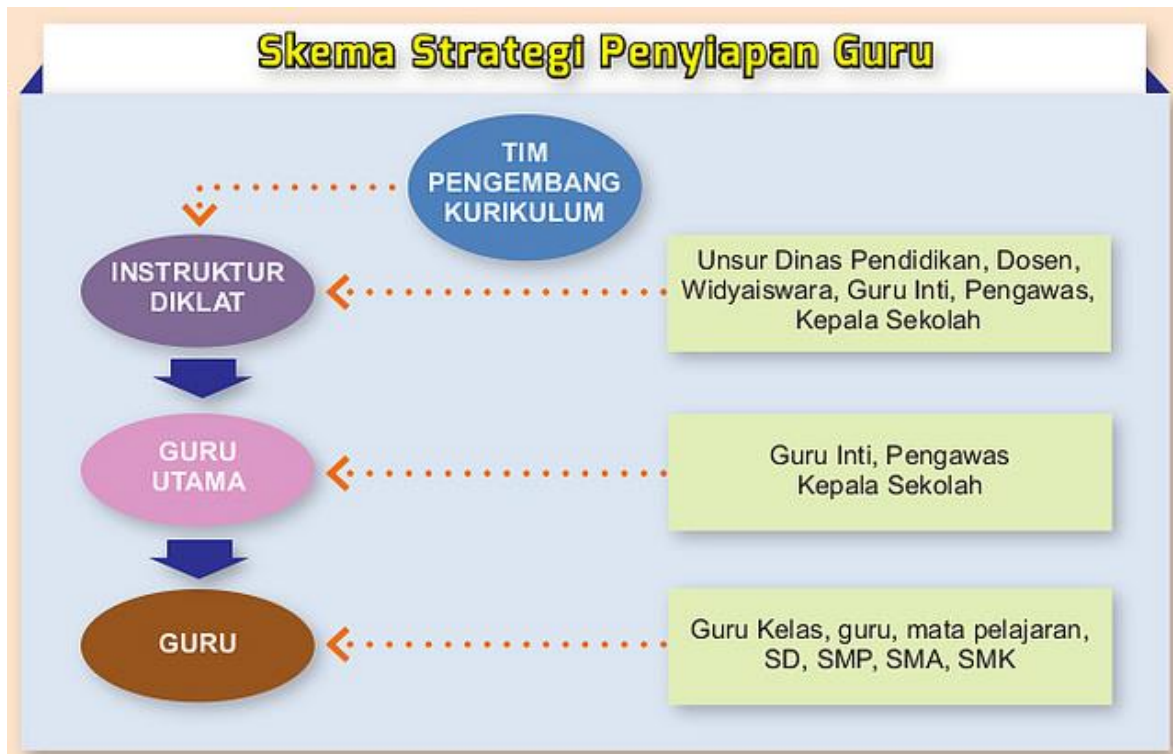 Skema Strategi Penyiapan Guru
TIM
PENGEMBANG
KURIKULUM
INSTRUKTUR
DIKLAT
Unsur Dinas Pendidikan, Dosen,
Widyaiswara, Guru Inti, Pengawas,
Kepala Sekolah
GURU
UTAMA
Guru Inti, Pengawas
Kepala Sekolah
GURU
Guru Kelas, guru, mata pelajaran,
SD, SMP, SMA, SMK